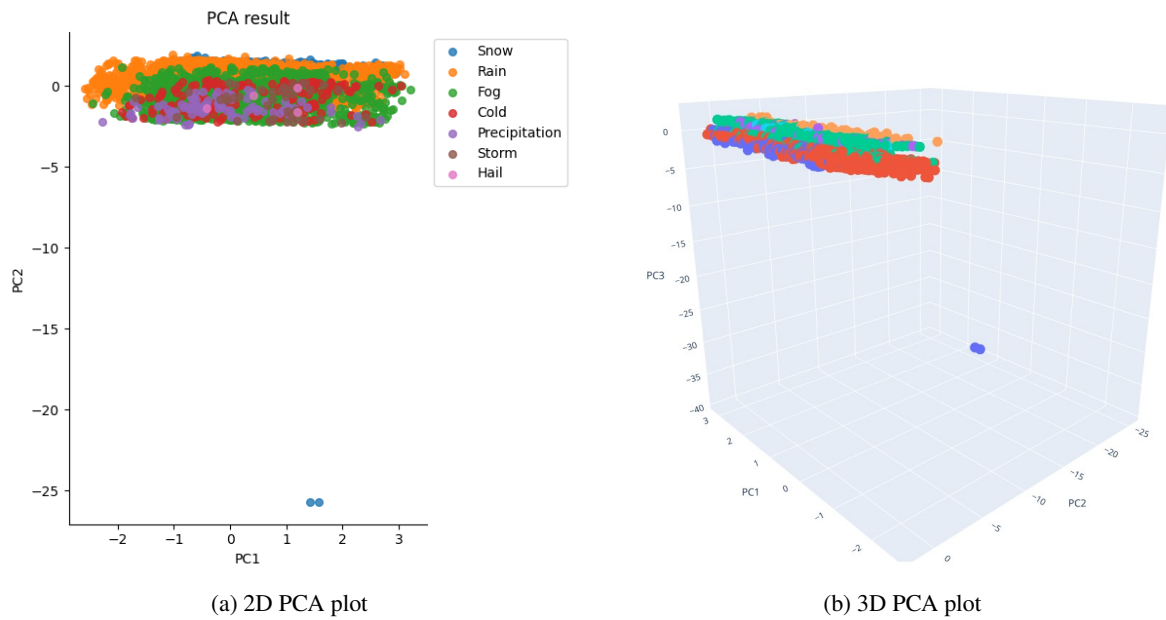 PCA result
0
−5
−10
−15
−20
−25
PC2
−2
−1
0
1
2
3
PC1
Snow
Rain
Fog
Cold
Precipitation
Storm
Hail
(a) 2D PCA plot
0
−5
−10
−15
−20
−25
−30
−35
−40
PC3
3
2
1
0
−1
−2
PC1
−25
−20
−15
−10
−5
0
PC2
(b) 3D PCA plot